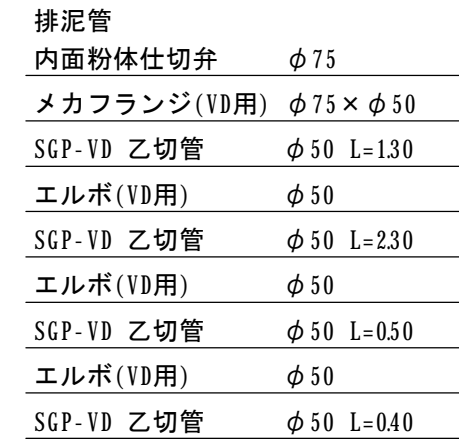 排泥管
内面粉体仕切弁 φ75
メカフランジ(VD用) φ75×φ50
SGP-VD 乙切管 φ50 L=1.30
エルボ(VD用) φ50
SGP-VD 乙切管 φ50 L=2.30
エルボ(VD用) φ50
SGP-VD 乙切管 φ50 L=0.50
エルボ(VD用) φ50
SGP-VD 乙切管 φ50 L=0.40